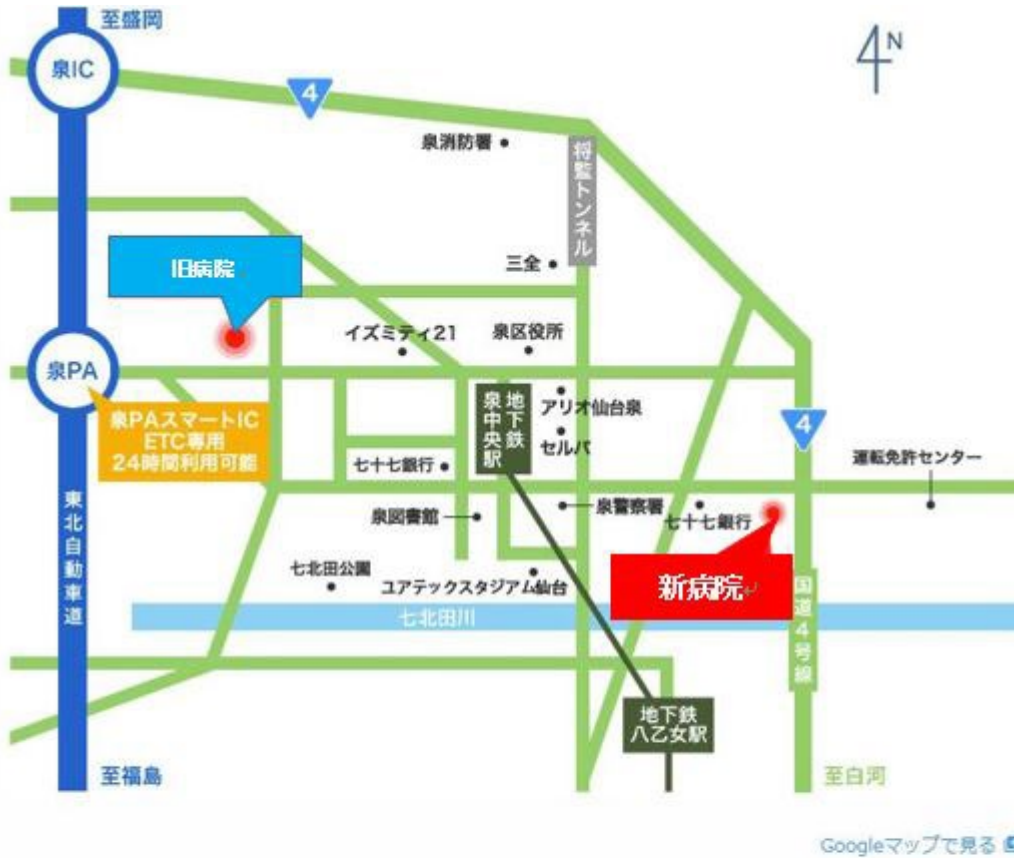 至盛岡
N
泉IC
4
泉消防署
将監トンネル
旧病院
三全
イズミティ21
泉区役所
泉PA
地下鉄
泉中央駅
アリオ仙台泉
セルバ
4
泉PAスマートIC
ETC専用
24時間利用可能
七十七銀行
運転免許センター
東北自動車道
泉図書館
泉警察署
七十七銀行
七北田公園
ユアテックスタジアム仙台
新病院
国道4号線
七北田川
地下鉄
八乙女駅
至福島
至白河
Googleマップで見る